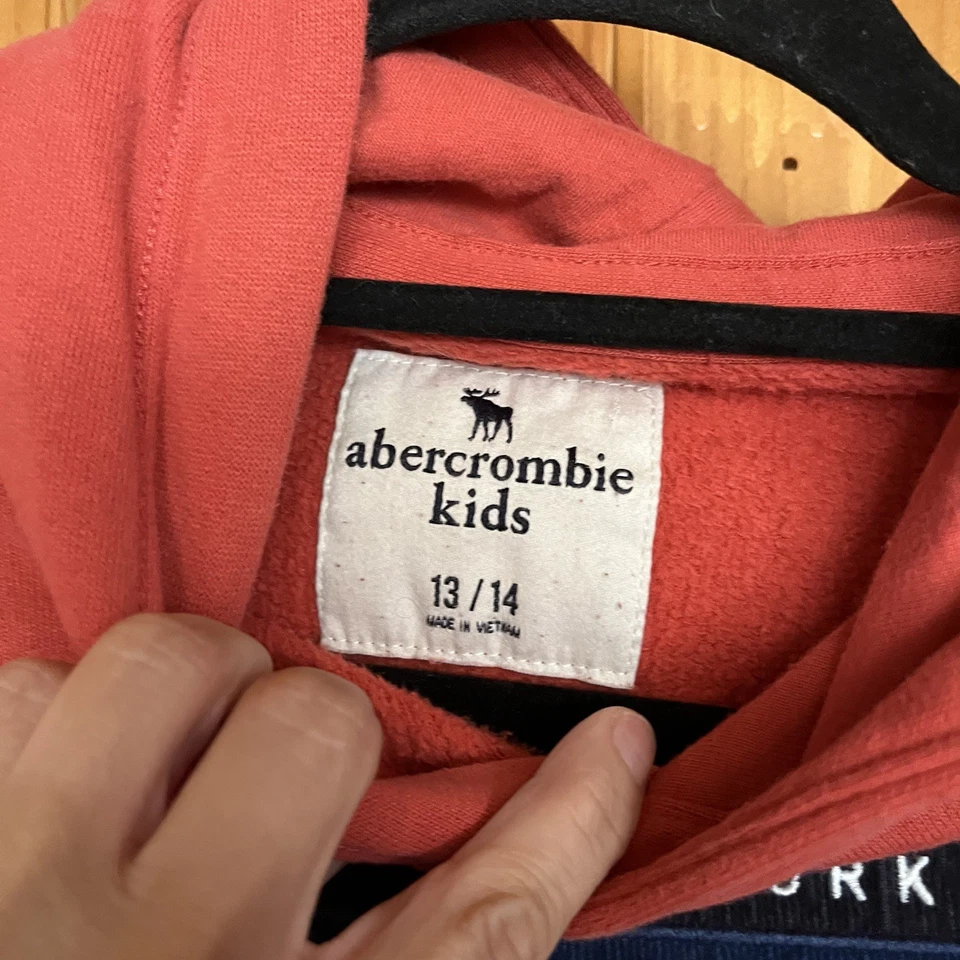 abercrombie
kids
13 / 14
MADE IN VIETNAM
ORK